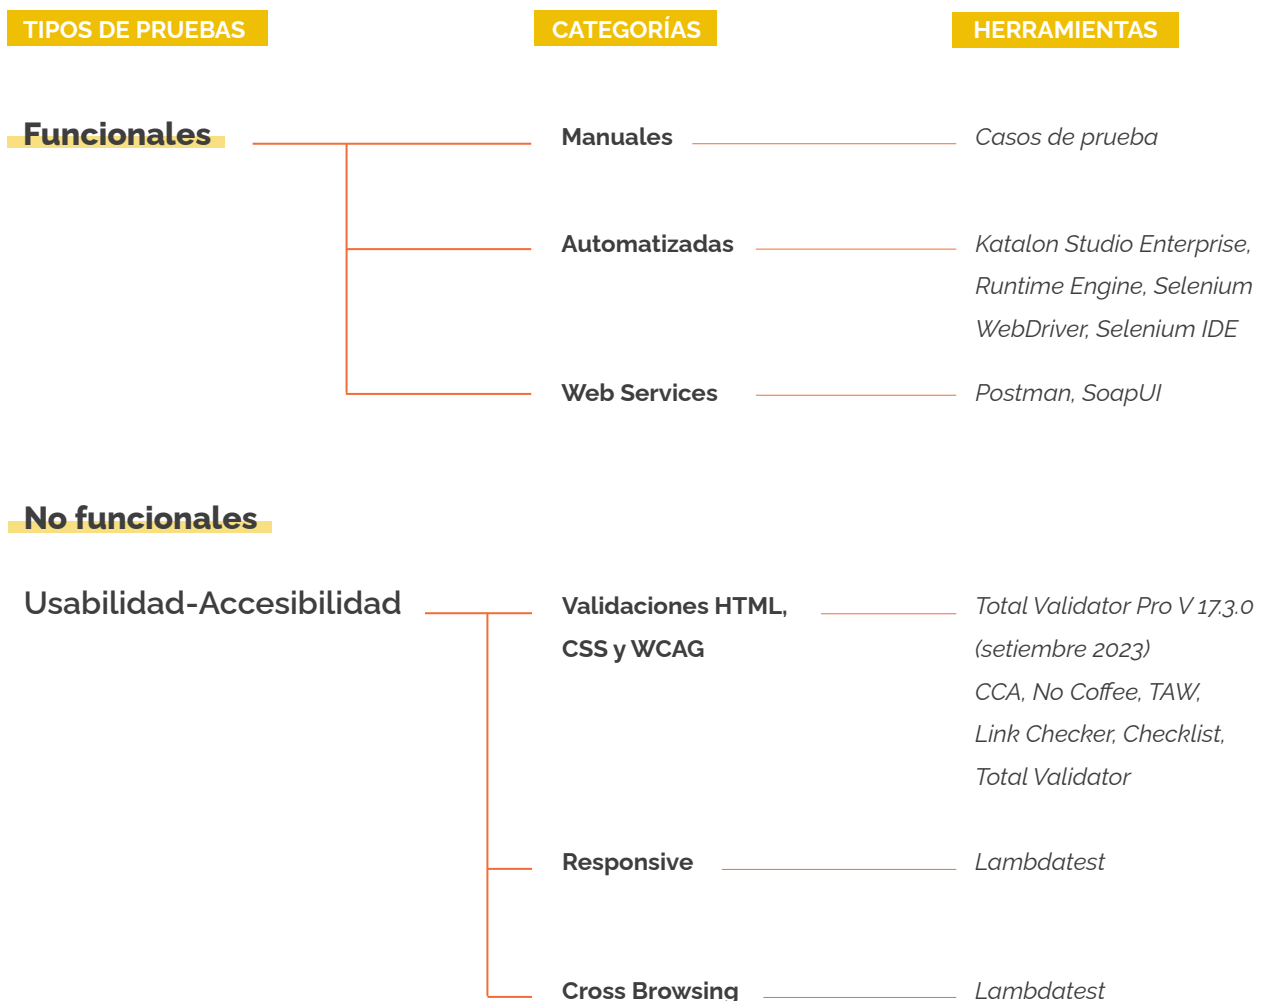 TIPOS DE PRUEBAS
CATEGORÍAS
HERRAMIENTAS
Funcionales
Manuales
Casos de prueba
Automatizadas
Katalon Studio Enterprise,
Runtime Engine, Selenium
WebDriver, Selenium IDE
Web Services
Postman, SoapUI
No funcionales
Usabilidad-Accesibilidad
Validaciones HTML,
CSS y WCAG
Total Validator Pro V 17.3.0
(setiembre 2023)
CCA, No Coffee, TAW,
Link Checker, Checklist,
Total Validator
Responsive
Lambdatest
Cross Browsing
Lambdatest